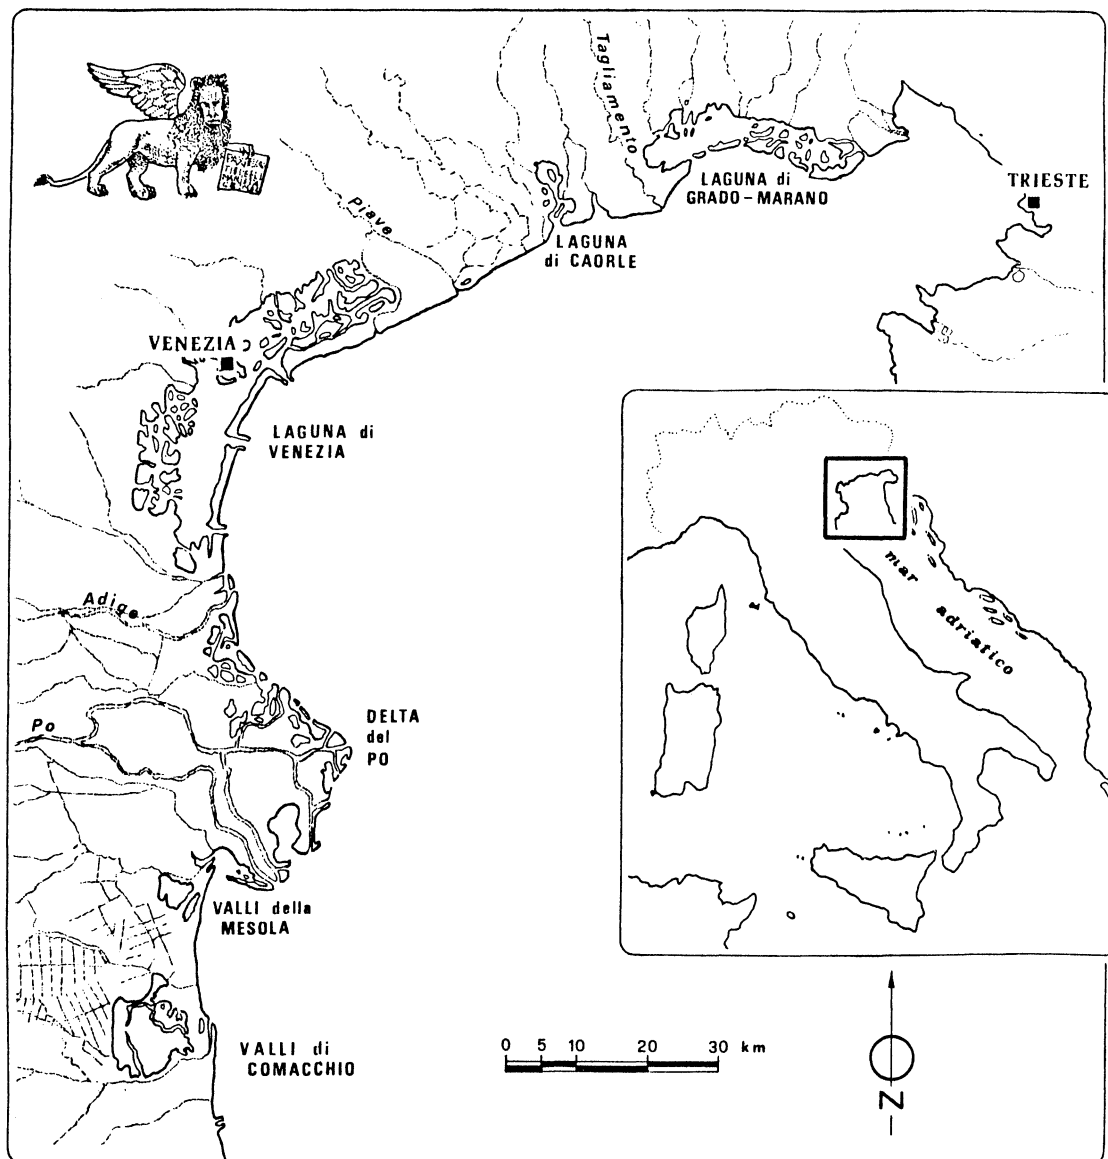 Tagliamento
LAGUNA di
GRADO-MARANO
TRIESTE
Piave
LAGUNA
di CAORLE
VENEZIA
LAGUNA di
VENEZIA
Adige
Po
DELTA
del
PO
mar
adriatico
VALLI della
MESOLA
VALLI di
COMACCHIO
0 5 10 20 30 km
N